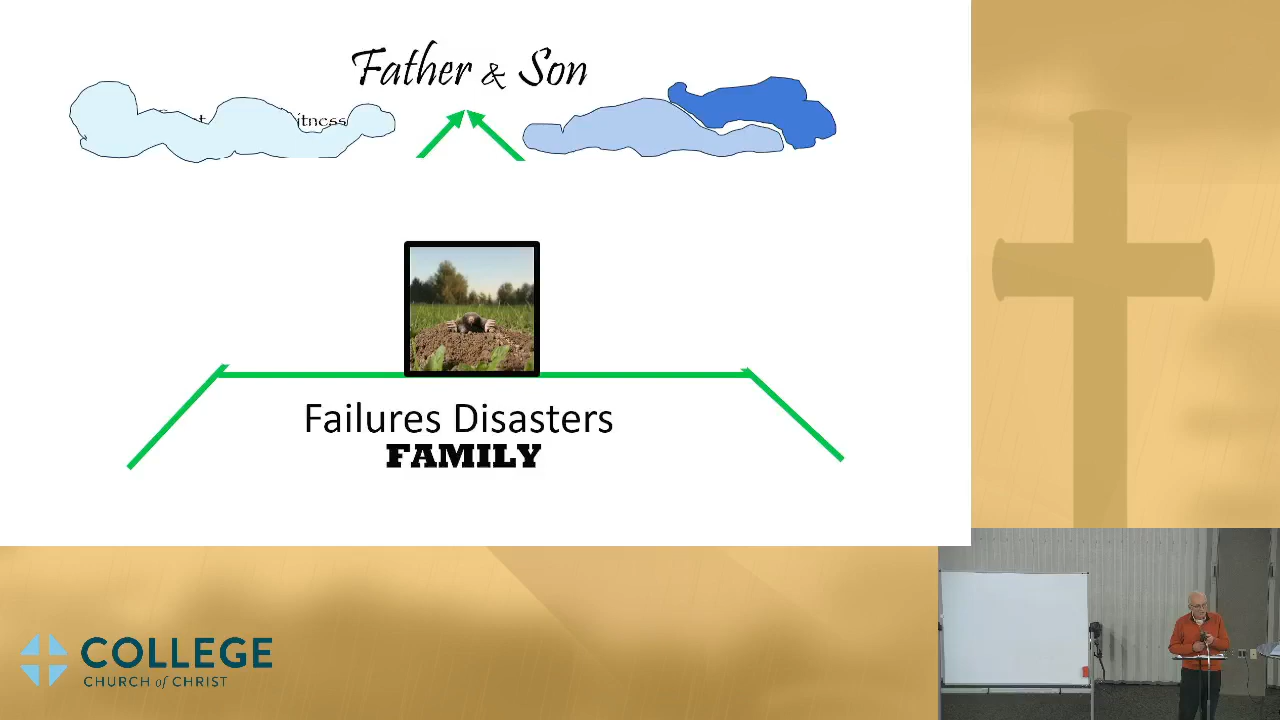 Father & Son
Failures Disasters
FAMILY
COLLEGE
CHURCH of CHRIST